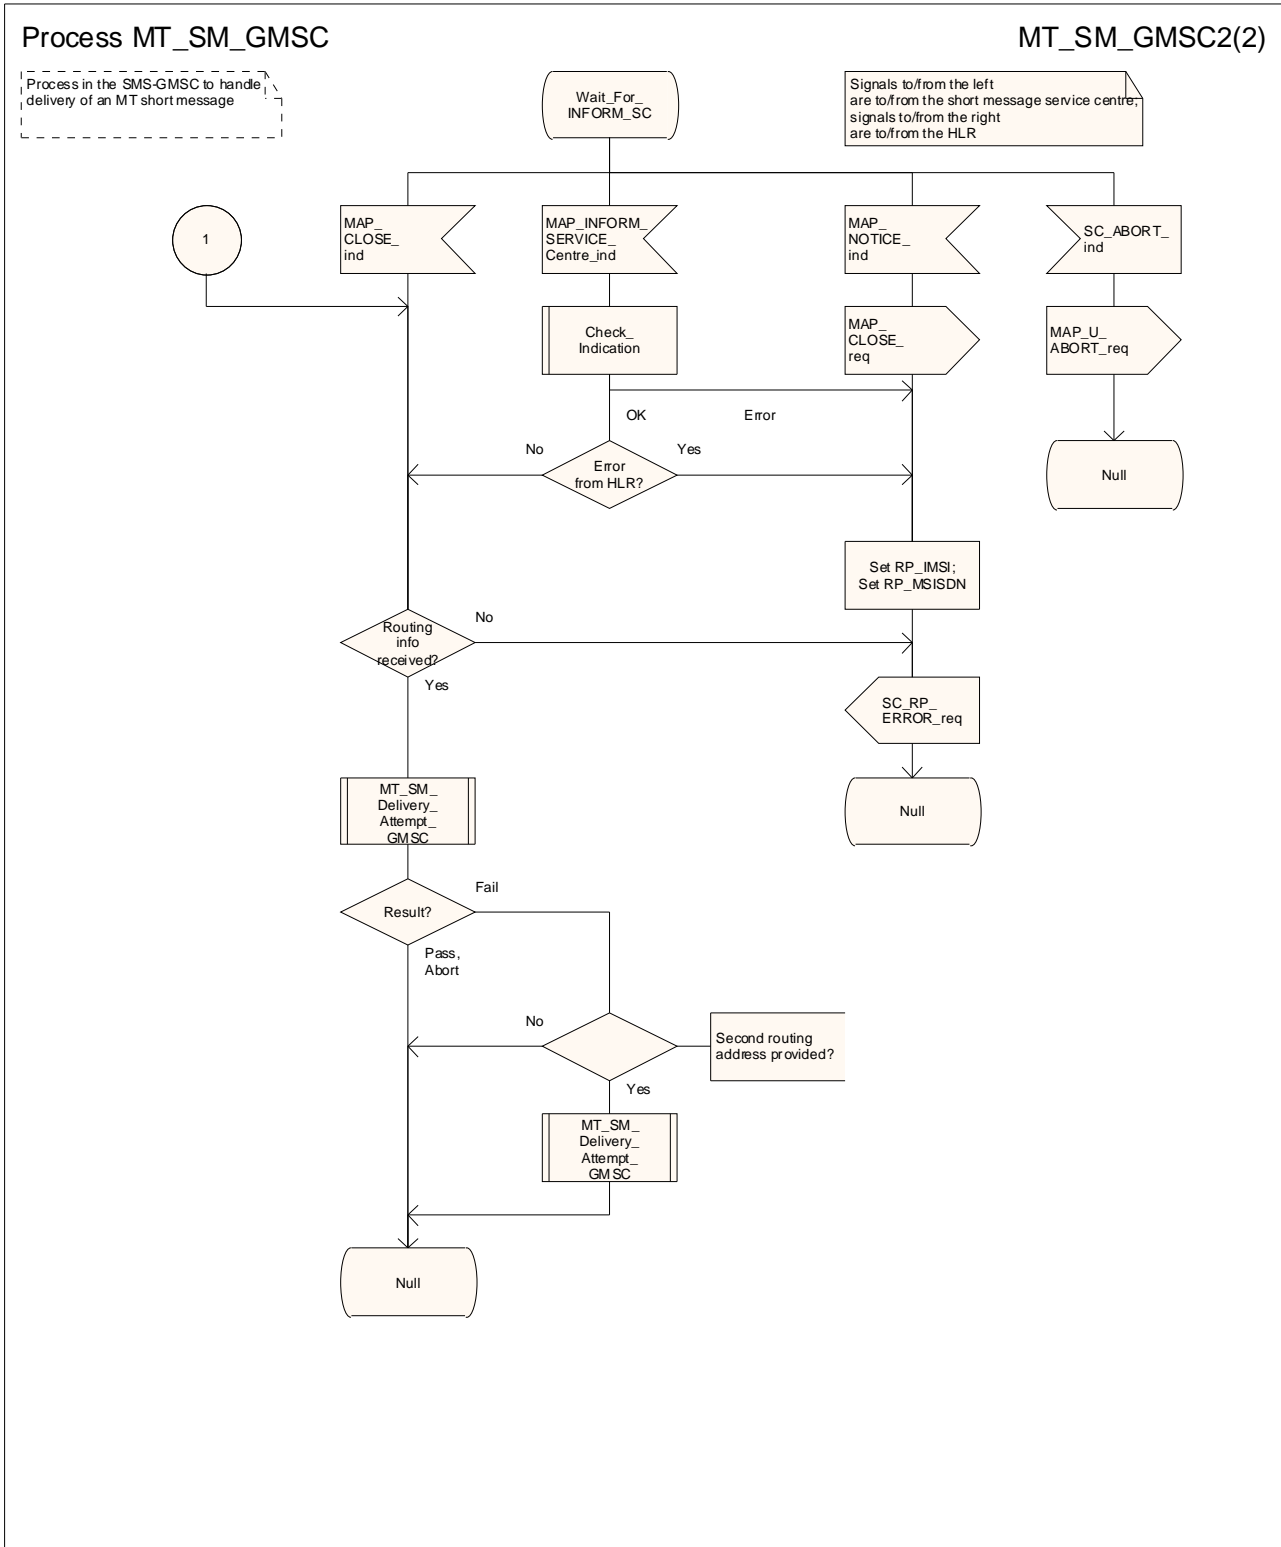 Process MT_SM_GMSC
MT_SM_GMSC2(2)
Process in the SMS-GMSC to handle
delivery of an MT short message
Wait_For_
INFORM_SC
Signals to/from the left
are to/from the short message service centre;
signals to/from the right
are to/from the HLR
1
MAP_
CLOSE_
ind
MAP_INFORM_
SERVICE_
Centre_ind
MAP_
NOTICE_
ind
SC_ABORT_
ind
Check_
Indication
MAP_
CLOSE_
req
MAP_U_
ABORT_req
OK
Error
No
Yes
Error
from HLR?
Null
Set RP_IMSI;
Set RP_MSISDN
No
Routing
info
received?
Yes
SC_RP_
ERROR_req
MT_SM_
Delivery_
Attempt_
GMSC
Null
Fail
Result?
Pass,
Abort
No
Second routing
address provided?
Yes
MT_SM_
Delivery_
Attempt_
GMSC
Null